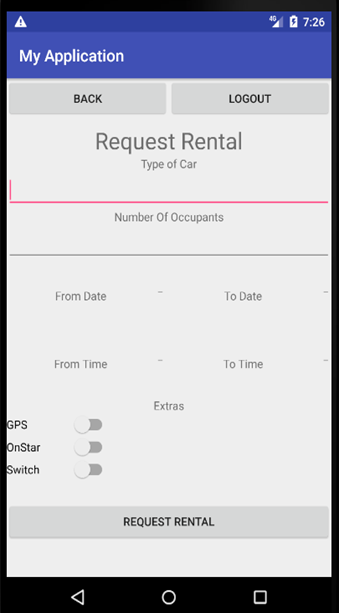 4G 7:26
My Application
BACK LOGOUT
Request Rental
Type of Car
Number Of Occupants
From Date – To Date –
From Time – To Time –
Extras
GPS
OnStar
Switch
REQUEST RENTAL